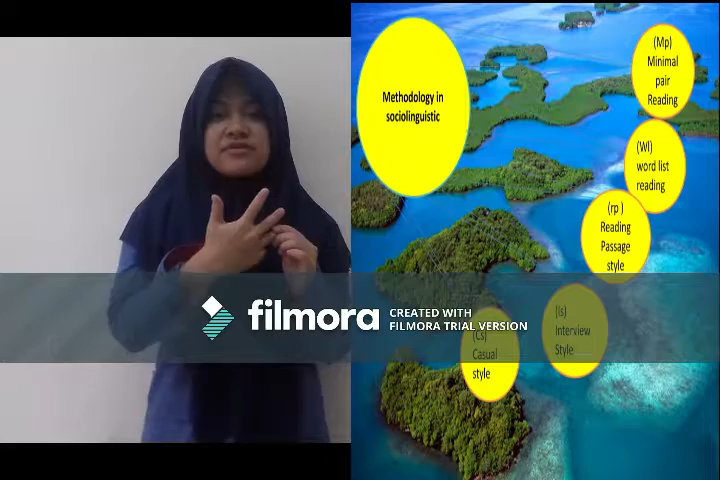 Methodology in
sociolinguistic
(Mp)
Minimal
pair
Reading
(Wl)
word list
reading
(rp )
Reading
Passage
style
(Is)
Interview
Style
(Cs)
Casual
style
filmora
CREATED WITH
FILMORA TRIAL VERSION